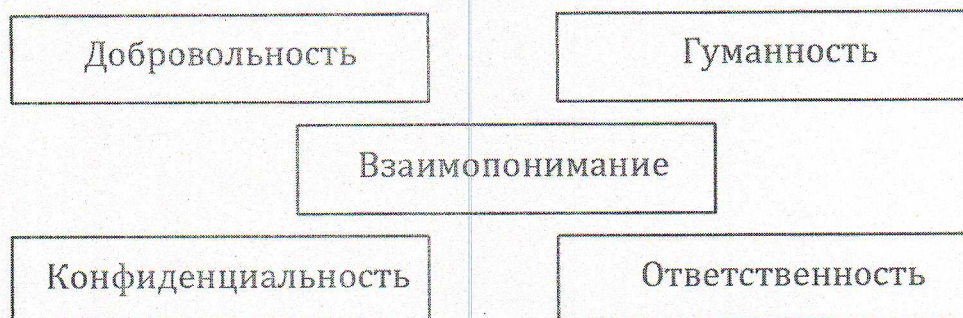 Добровольность
Гуманность
Взаимопонимание
Конфиденциальность
Ответственность